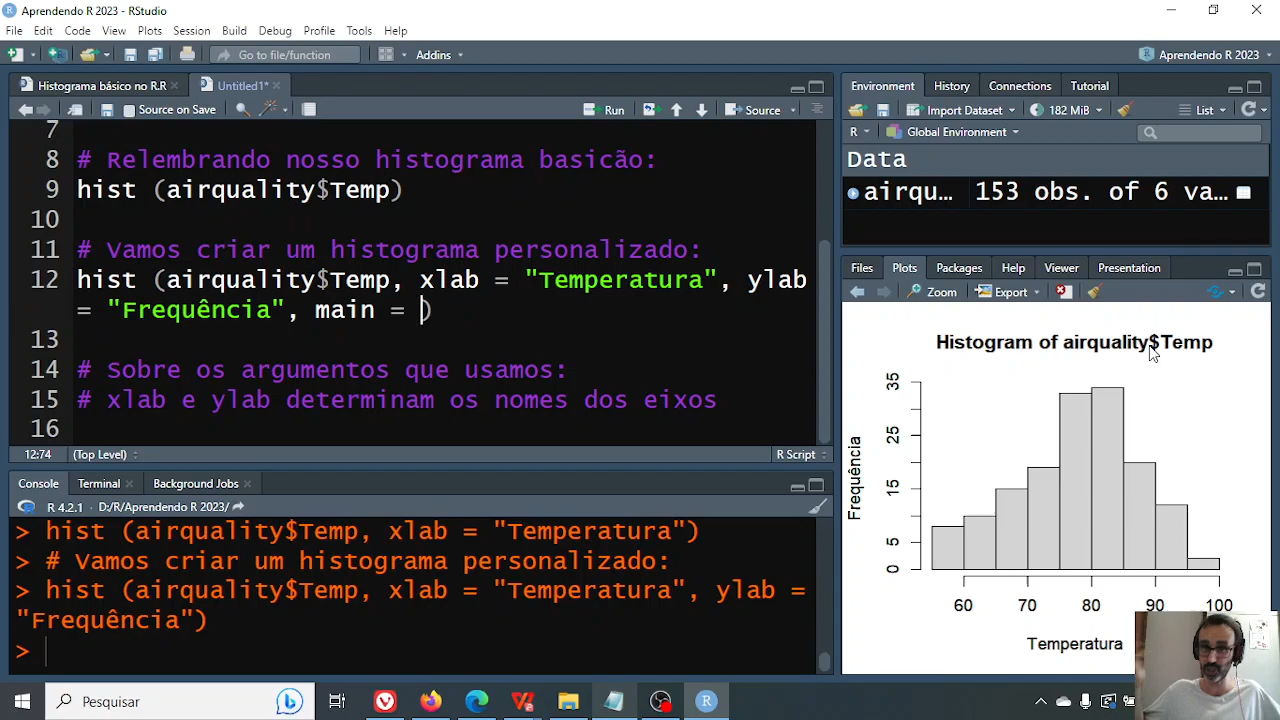 Aprendendo R 2023 - RStudio
File Edit Code View Plots Session Build Debug Profile Tools Help
Go to file/function Addins Aprendendo R 2023
Histograma básico no R.R Untitled1*
Source on Save Run Source
7
8 # Relembrando nosso histograma basicão:
9 hist (airquality$Temp)
10
11 # Vamos criar um histograma personalizado:
12 hist (airquality$Temp, xlab = "Temperatura", ylab
= "Frequência", main = )
13
14 # Sobre os argumentos que usamos:
15 # xlab e ylab determinam os nomes dos eixos
16
12:74 (Top Level) R Script
Console Terminal Background Jobs
R 4.2.1 · D:/R/Aprendendo R 2023/
> hist (airquality$Temp, xlab = "Temperatura")
> # Vamos criar um histograma personalizado:
> hist (airquality$Temp, xlab = "Temperatura", ylab =
"Frequência")
>
Environment History Connections Tutorial
Import Dataset 182 MiB List
R Global Environment
Data
airqu… 153 obs. of 6 va…
Files Plots Packages Help Viewer Presentation
Zoom Export
Histogram of airquality$Temp
Frequência
0 5 15 25 35
60 70 80 90 100
Temperatura
Pesquisar